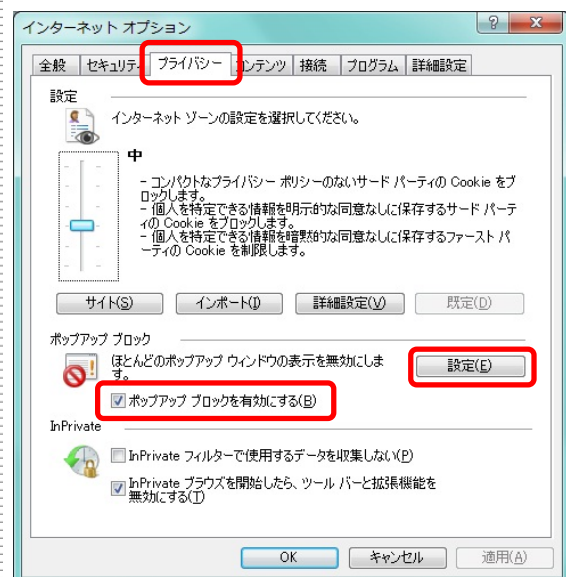 インターネット オプション
全般 セキュリテ プライバシー コンテンツ 接続 プログラム 詳細設定
設定
インターネット ゾーンの設定を選択してください。
中
- コンパクトなプライバシー ポリシーのないサード パーティの Cookie をブ
ロックします。
- 個人を特定できる情報を明示的な同意なしに保存するサード パーテ
ィの Cookie をブロックします。
- 個人を特定できる情報を暗黙的な同意なしに保存するファースト パ
ーティの Cookie を制限します。
サイト(S) インポート(I) 詳細設定(V) 既定(D)
ポップアップ ブロック
ほとんどのポップアップ ウィンドウの表示を無効にしま
す。
設定(E)
ポップアップ ブロックを有効にする(B)
InPrivate
InPrivate フィルターで使用するデータを収集しない(P)
InPrivate ブラウズを開始したら、ツール バーと拡張機能を
無効にする(T)
OK キャンセル 適用(A)